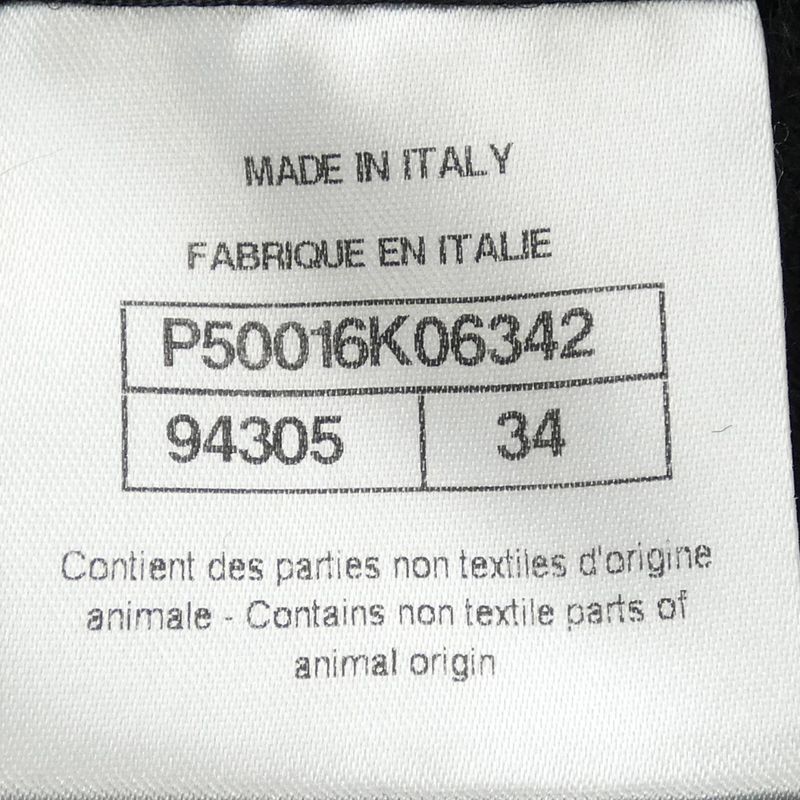 MADE IN ITALY
FABRIQUE EN ITALIE
P50016K06342
94305 34
Contient des parties non textiles d'origine
animale - Contains non textile parts of
animal origin